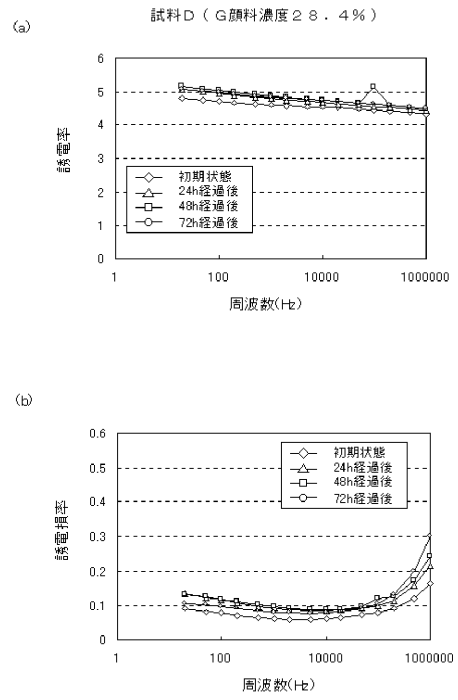 試料D(G顔料濃度28.4%)
(a)
6
5
4
3
2
1
0
誘電率
初期状態
24h経過後
48h経過後
72h経過後
1
100
10000
1000000
周波数(Hz)
(b)
0.6
0.5
0.4
0.3
0.2
0.1
0
誘電損率
初期状態
24h経過後
48h経過後
72h経過後
1
100
10000
1000000
周波数(Hz)